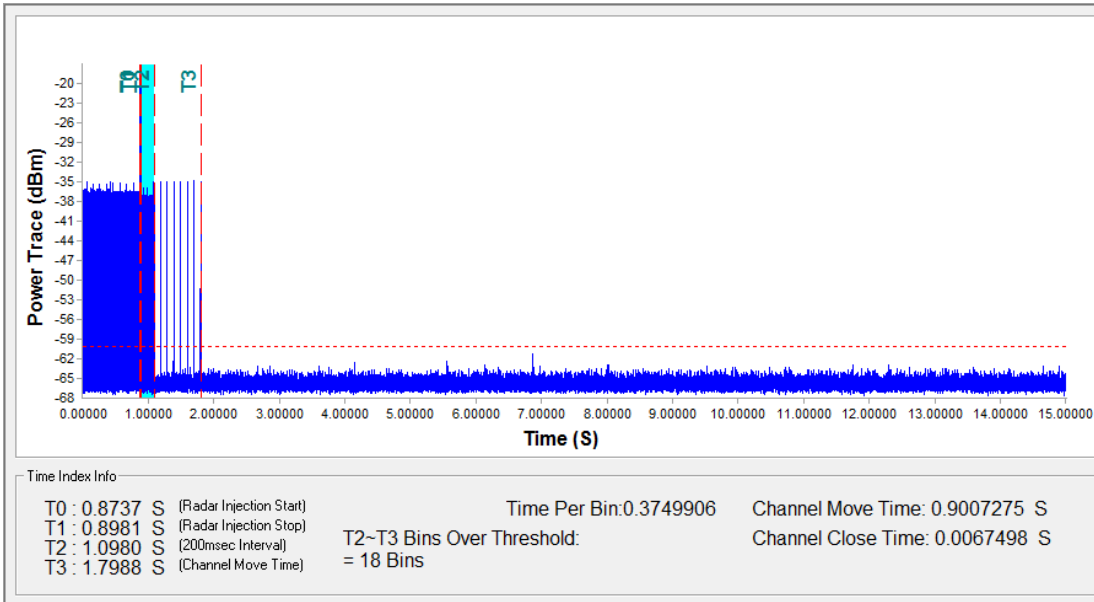 T0
T1
T2
T3
-20
-23
-26
-29
-32
-35
-38
-41
-44
-47
-50
-53
-56
-59
-62
-65
-68
Power Trace (dBm)
0.00000 1.00000 2.00000 3.00000 4.00000 5.00000 6.00000 7.00000 8.00000 9.00000 10.00000 11.00000 12.00000 13.00000 14.00000 15.00000
Time (S)
Time Index Info
T0 : 0.8737 S (Radar Injection Start)
T1 : 0.8981 S (Radar Injection Stop)
T2 : 1.0980 S (200msec Interval)
T3 : 1.7988 S (Channel Move Time)
Time Per Bin:0.3749906
T2~T3 Bins Over Threshold:
= 18 Bins
Channel Move Time: 0.9007275 S
Channel Close Time: 0.0067498 S